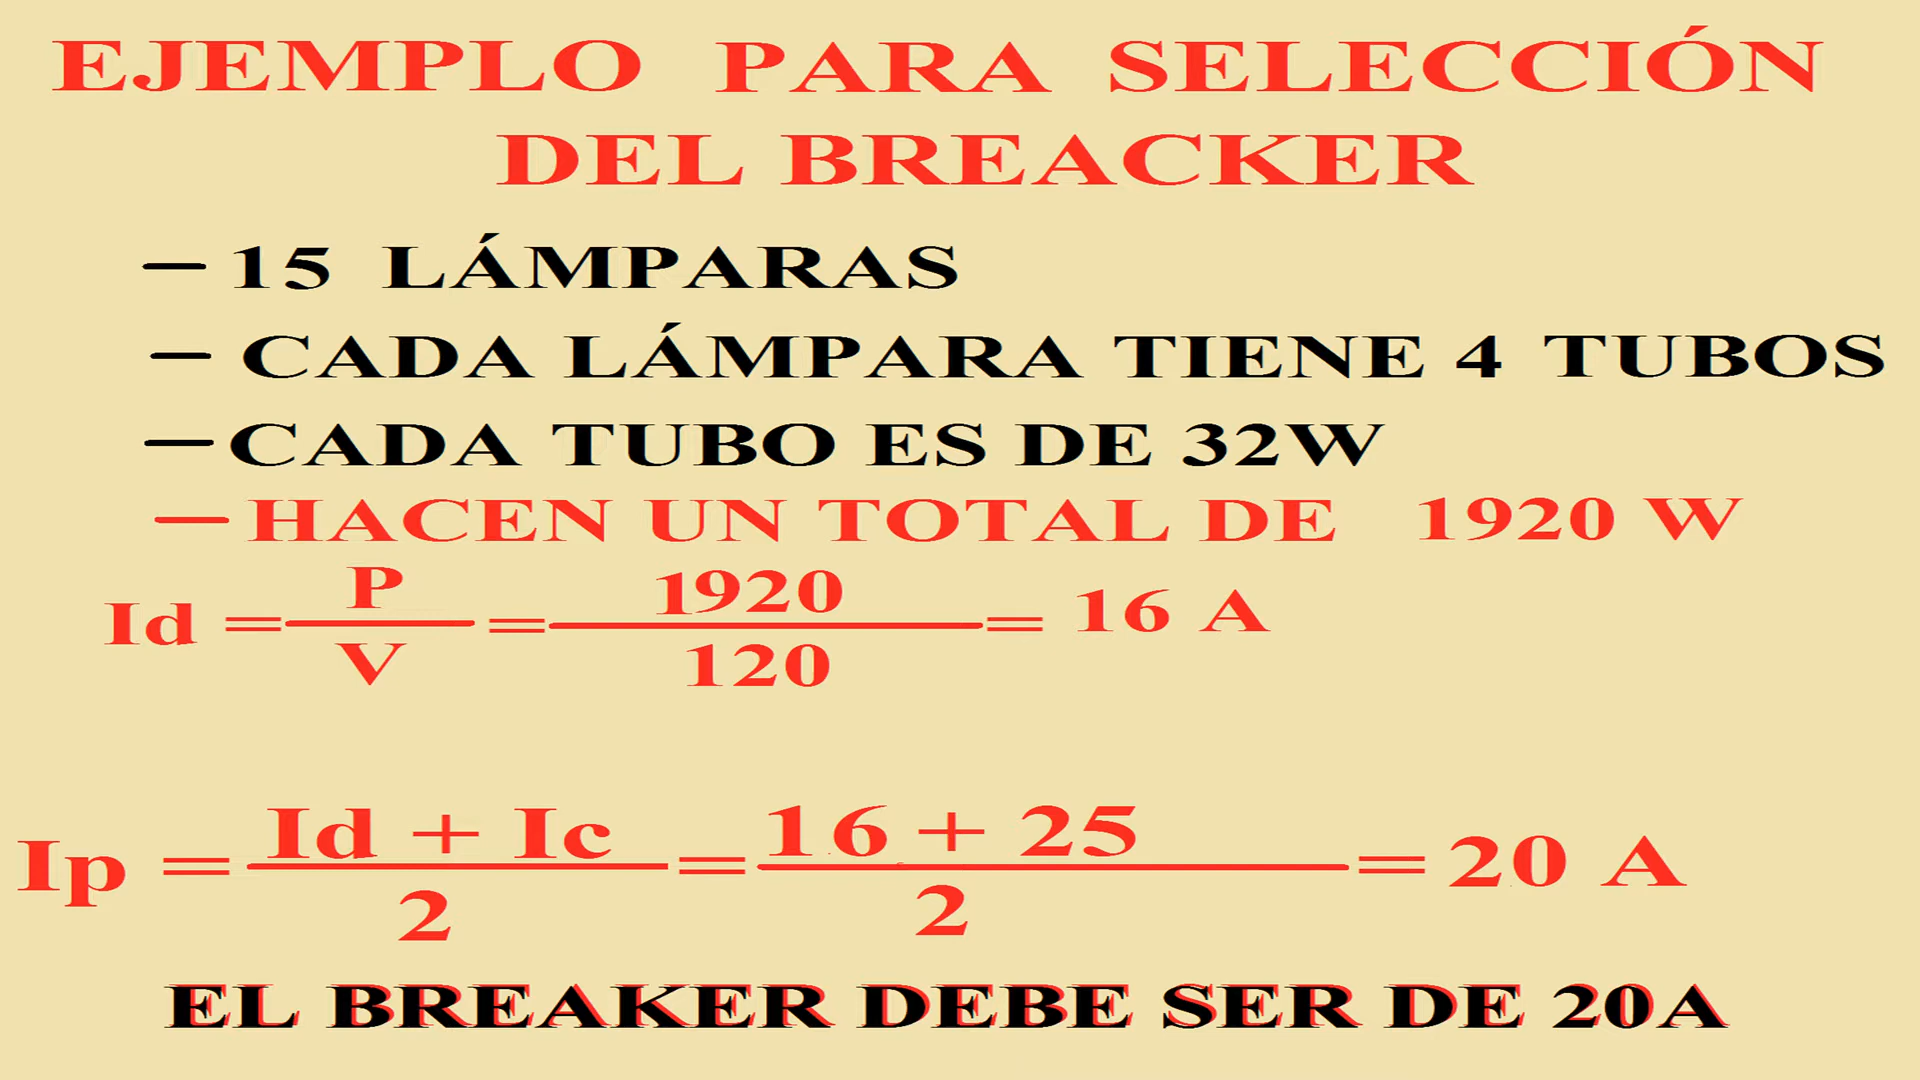 EJEMPLO PARA SELECCIÓN
DEL BREACKER
— 15 LÁMPARAS
— CADA LÁMPARA TIENE 4 TUBOS
— CADA TUBO ES DE 32W
— HACEN UN TOTAL DE 1920 W
Id = P / V = 1920 / 120 = 16 A
Ip = Id + Ic / 2 = 16 + 25 / 2 = 20 A
EL BREAKER DEBE SER DE 20A